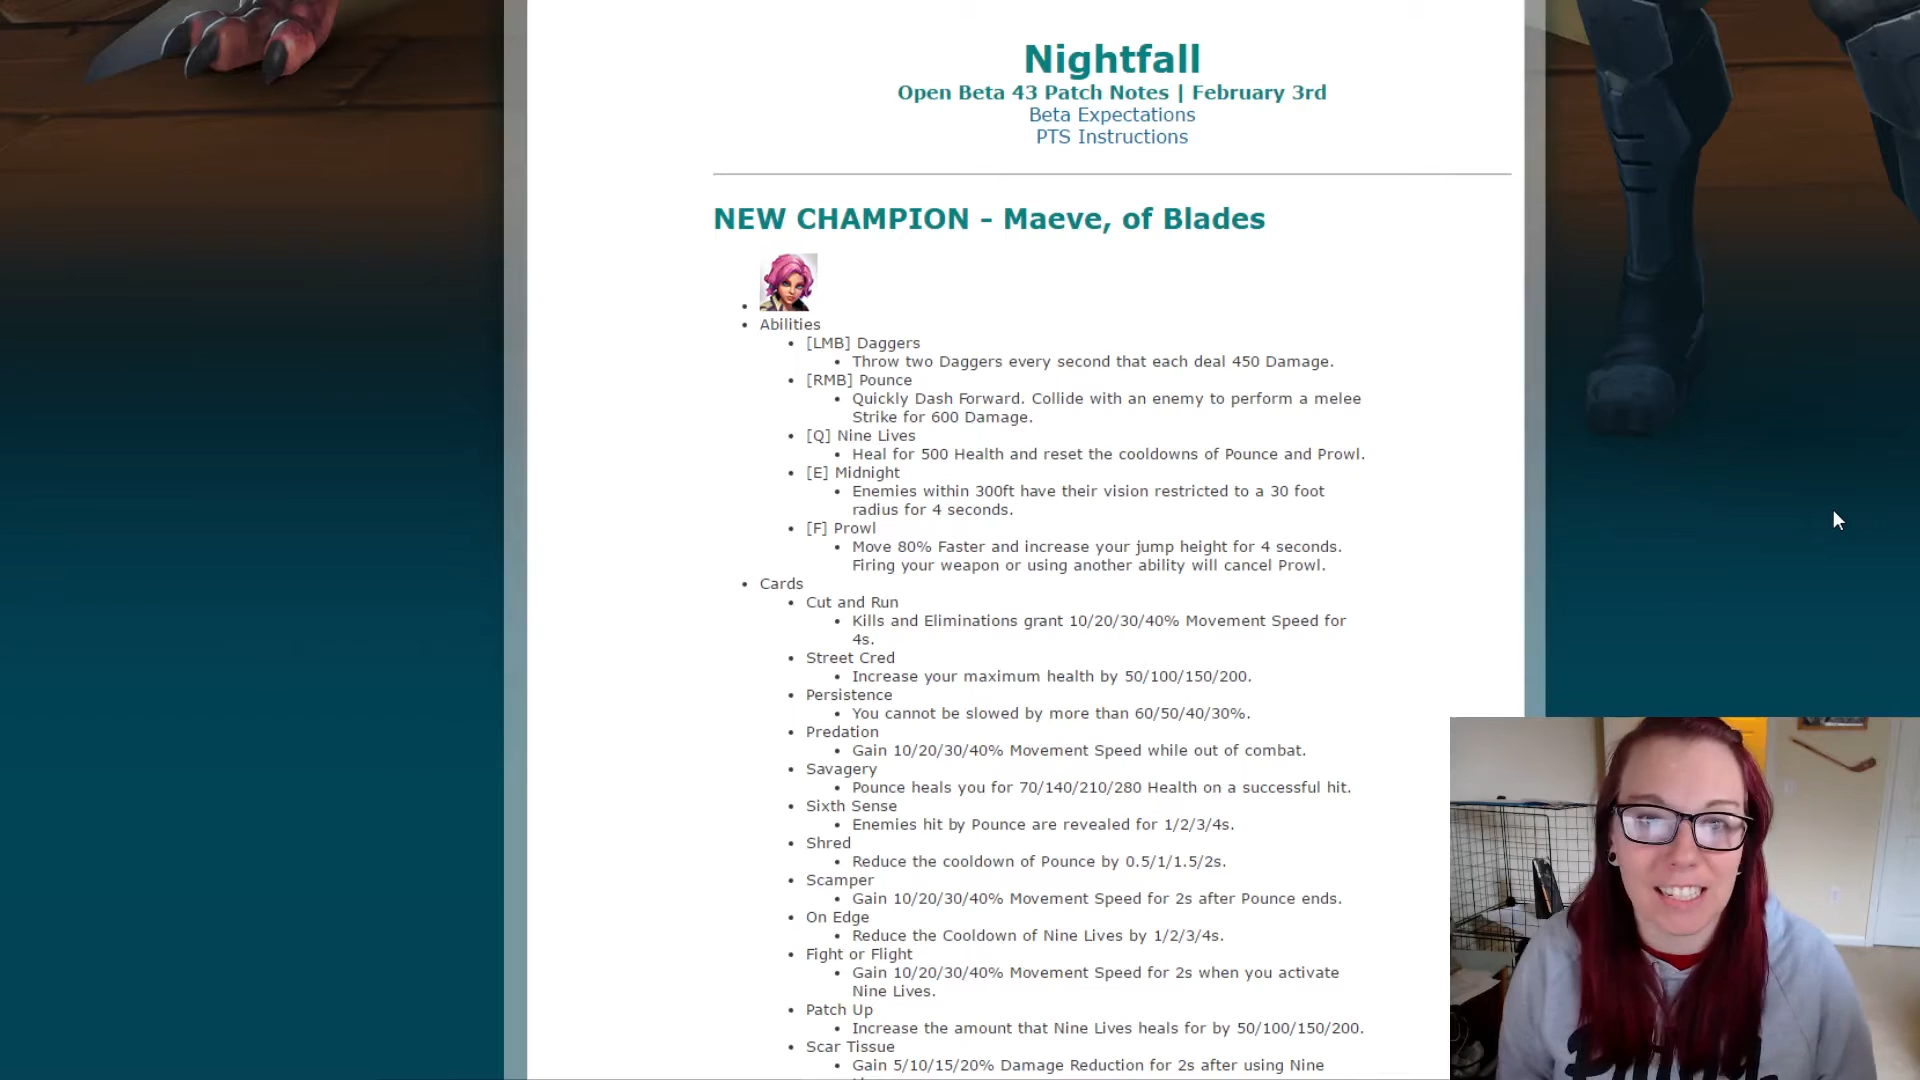 Nightfall
Open Beta 43 Patch Notes | February 3rd
Beta Expectations
PTS Instructions
NEW CHAMPION - Maeve, of Blades
Abilities
[LMB] Daggers
Throw two Daggers every second that each deal 450 Damage.
[RMB] Pounce
Quickly Dash Forward. Collide with an enemy to perform a melee
Strike for 600 Damage.
[Q] Nine Lives
Heal for 500 Health and reset the cooldowns of Pounce and Prowl.
[E] Midnight
Enemies within 300ft have their vision restricted to a 30 foot
radius for 4 seconds.
[F] Prowl
Move 80% Faster and increase your jump height for 4 seconds.
Firing your weapon or using another ability will cancel Prowl.
Cards
Cut and Run
Kills and Eliminations grant 10/20/30/40% Movement Speed for
4s.
Street Cred
Increase your maximum health by 50/100/150/200.
Persistence
You cannot be slowed by more than 60/50/40/30%.
Predation
Gain 10/20/30/40% Movement Speed while out of combat.
Savagery
Pounce heals you for 70/140/210/280 Health on a successful hit.
Sixth Sense
Enemies hit by Pounce are revealed for 1/2/3/4s.
Shred
Reduce the cooldown of Pounce by 0.5/1/1.5/2s.
Scamper
Gain 10/20/30/40% Movement Speed for 2s after Pounce ends.
On Edge
Reduce the Cooldown of Nine Lives by 1/2/3/4s.
Fight or Flight
Gain 10/20/30/40% Movement Speed for 2s when you activate
Nine Lives.
Patch Up
Increase the amount that Nine Lives heals for by 50/100/150/200.
Scar Tissue
Gain 5/10/15/20% Damage Reduction for 2s after using Nine